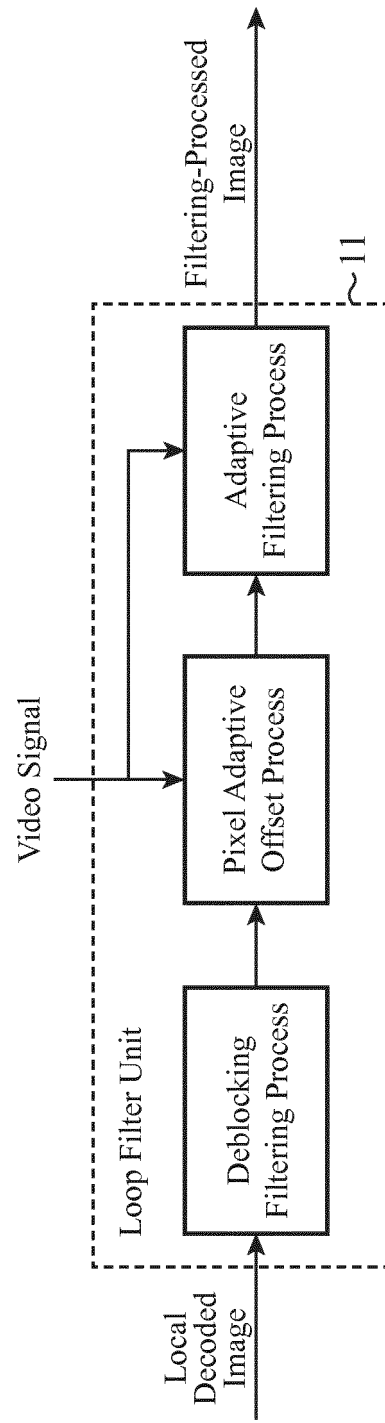 Video Signal
Loop Filter Unit
Local
Decoded
Image
Deblocking
Filtering Process
Pixel Adaptive
Offset Process
Adaptive
Filtering Process
Filtering-Processed
Image
11